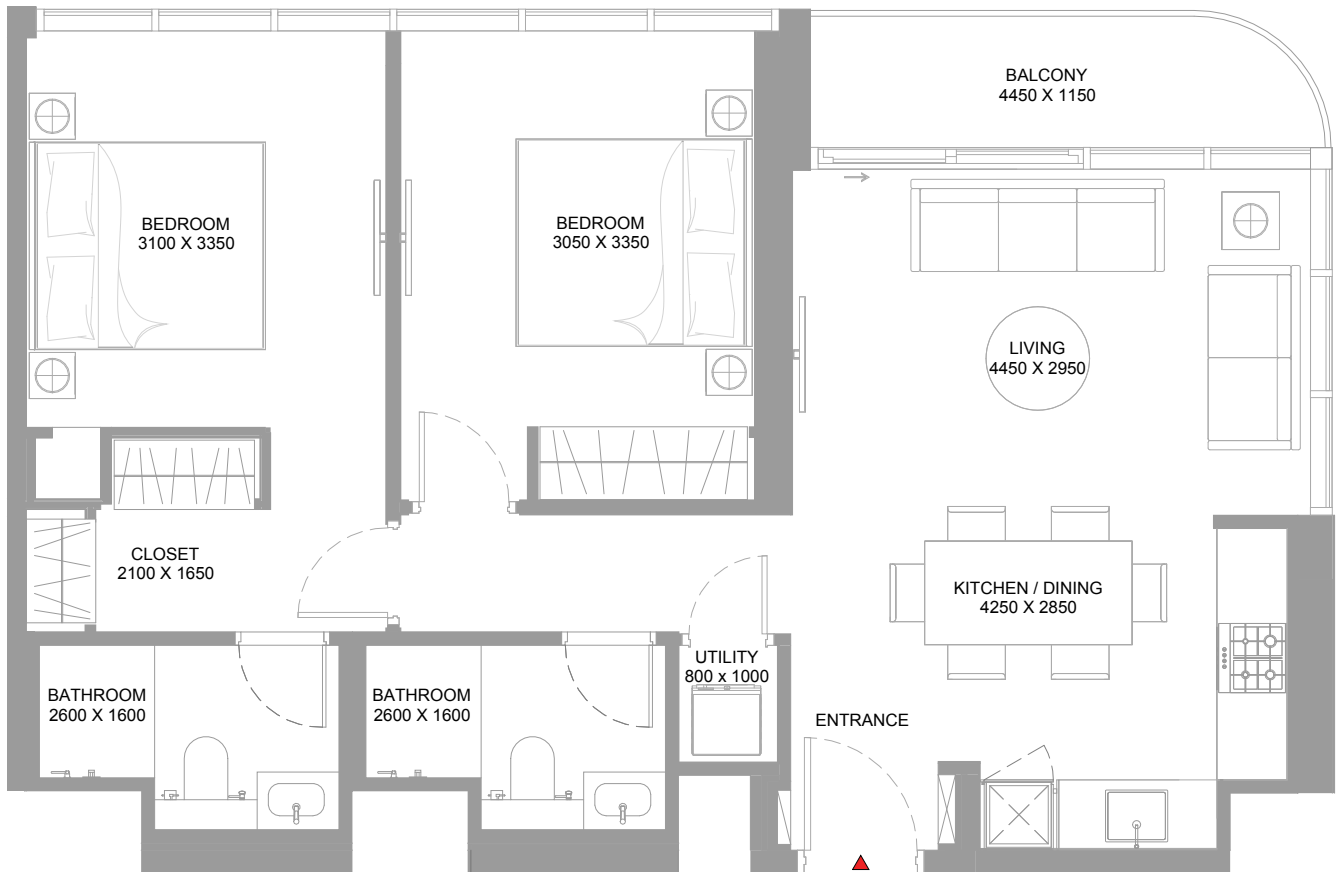 BALCONY
4450 X 1150
BEDROOM
3100 X 3350
BEDROOM
3050 X 3350
LIVING
4450 X 2950
CLOSET
2100 X 1650
KITCHEN / DINING
4250 X 2850
UTILITY
800 x 1000
BATHROOM
2600 X 1600
BATHROOM
2600 X 1600
ENTRANCE